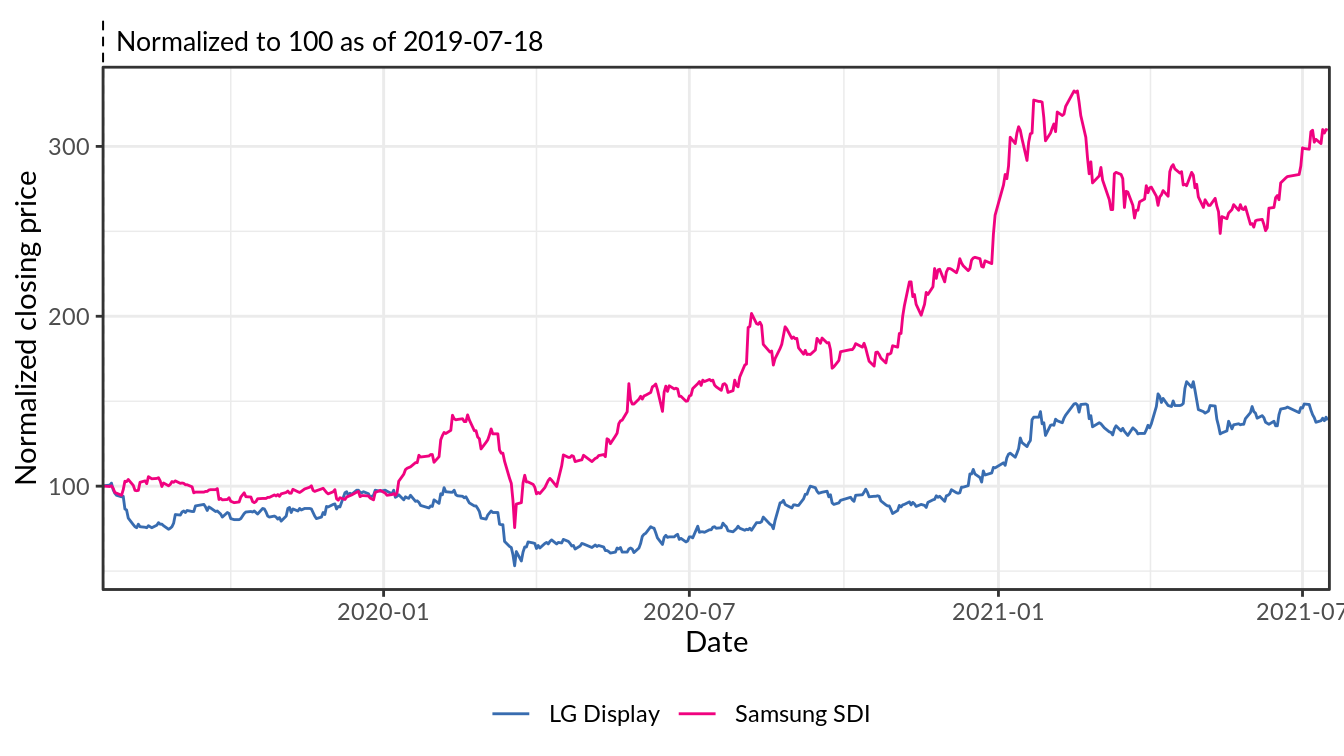 Normalized to 100 as of 2019-07-18
Normalized closing price
300
200
100
2020-01
2020-07
2021-01
2021-07
Date
LG Display
Samsung SDI